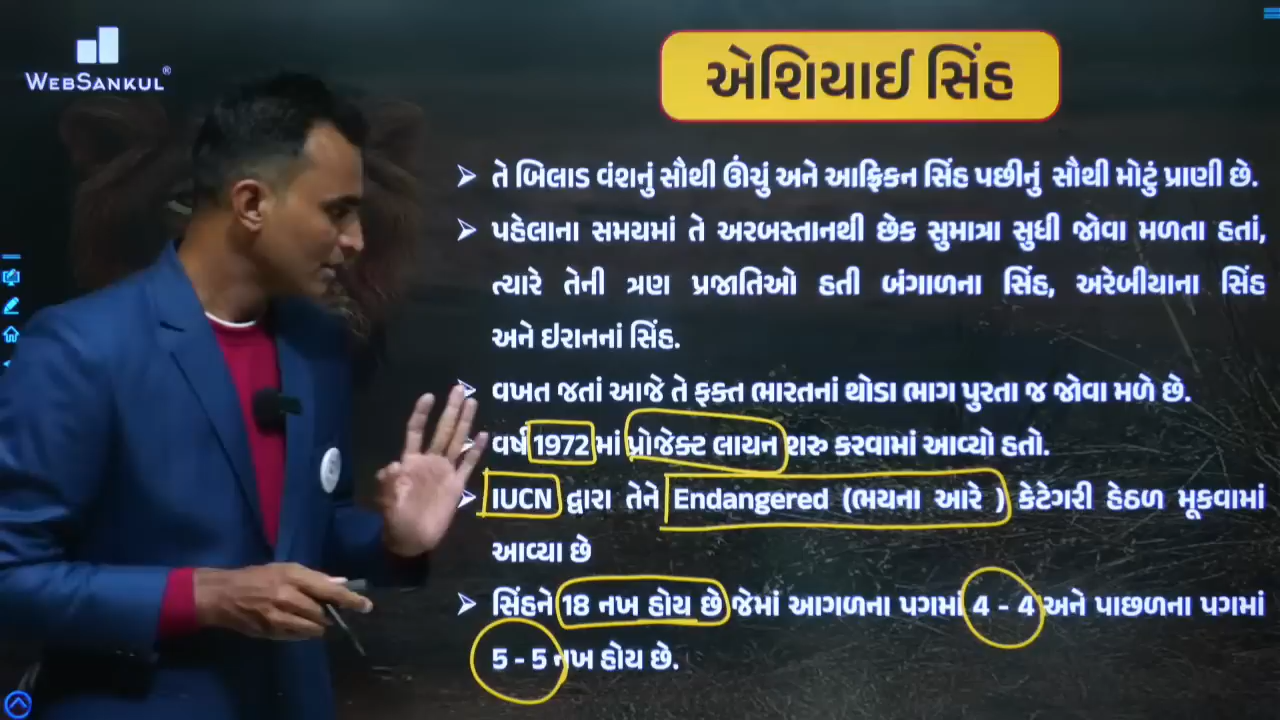 WEBSANKUL®
એશિયાઈ સિંહ
તે બિલાડ વંશનું સૌથી ઊંચું અને આફ્રિકન સિંહ પછીનું સૌથી મોટું પ્રાણી છે.
પહેલાના સમયમાં તે અરબસ્તાનથી છેક સુમાત્રા સુધી જોવા મળતા હતાં,
ત્યારે તેની ત્રણ પ્રજાતિઓ હતી બંગાળના સિંહ, અરેબીયાના સિંહ
અને ઇરાનનાં સિંહ.
વખત જતાં આજે તે ફક્ત ભારતનાં થોડા ભાગ પુરતા જ જોવા મળે છે.
વર્ષ 1972 માં પ્રોજેક્ટ લાયન શરુ કરવામાં આવ્યો હતો.
IUCN દ્વારા તેને Endangered (ભયના આરે ) કેટેગરી હેઠળ મૂકવામાં
આવ્યા છે
સિંહને 18 નખ હોય છે જેમાં આગળના પગમાં 4 - 4 અને પાછળના પગમાં
5 - 5 નખ હોય છે.